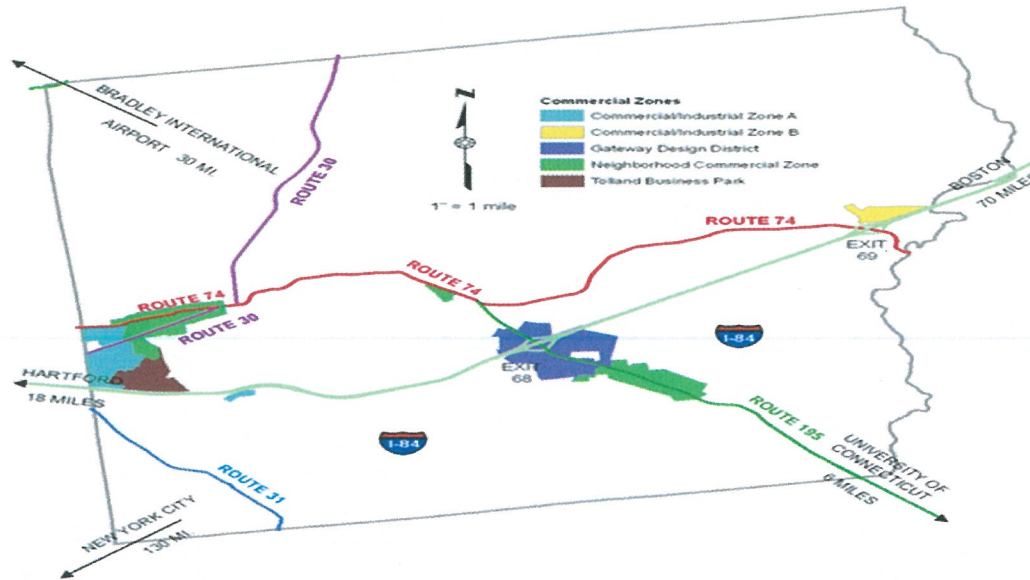 BRADLEY INTERNATIONAL
AIRPORT 30 MI.
ROUTE 30
N
1" = 1 mile
Commercial Zones
Commercial/Industrial Zone A
Commercial/Industrial Zone B
Gateway Design District
Neighborhood Commercial Zone
Tolland Business Park
BOSTON
70 MILES
ROUTE 74
EXIT
69
ROUTE 74
ROUTE 74
ROUTE 30
I-84
EXIT
68
HARTFORD
18 MILES
ROUTE 195
I-84
UNIVERSITY OF
CONNECTICUT
6 MILES
ROUTE 31
NEW YORK CITY
130 MI.